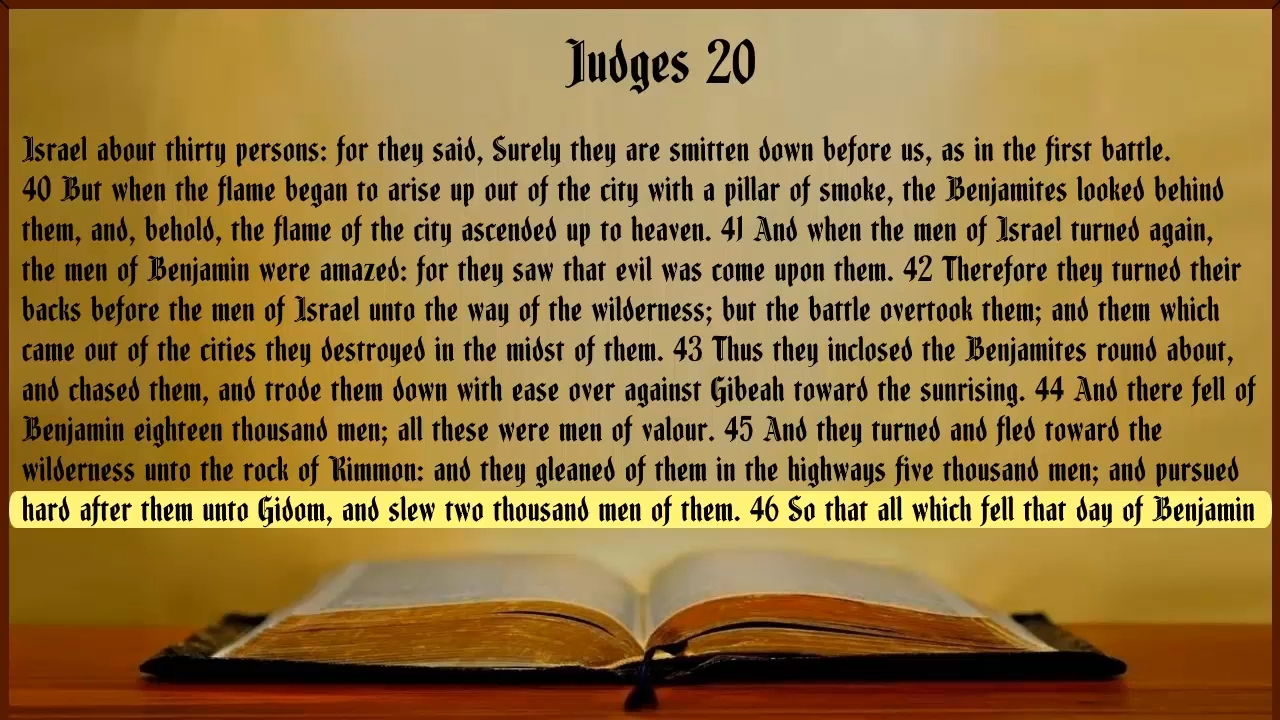 Judges 20
Israel about thirty persons: for they said, Surely they are smitten down before us, as in the first battle.
40 But when the flame began to arise up out of the city with a pillar of smoke, the Benjamites looked behind
them, and, behold, the flame of the city ascended up to heaven. 41 And when the men of Israel turned again,
the men of Benjamin were amazed: for they saw that evil was come upon them. 42 Therefore they turned their
backs before the men of Israel unto the way of the wilderness; but the battle overtook them; and them which
came out of the cities they destroyed in the midst of them. 43 Thus they inclosed the Benjamites round about,
and chased them, and trode them down with ease over against Gibeah toward the sunrising. 44 And there fell of
Benjamin eighteen thousand men; all these were men of valour. 45 And they turned and fled toward the
wilderness unto the rock of Rimmon: and they gleaned of them in the highways five thousand men; and pursued
hard after them unto Gidom, and slew two thousand men of them. 46 So that all which fell that day of Benjamin